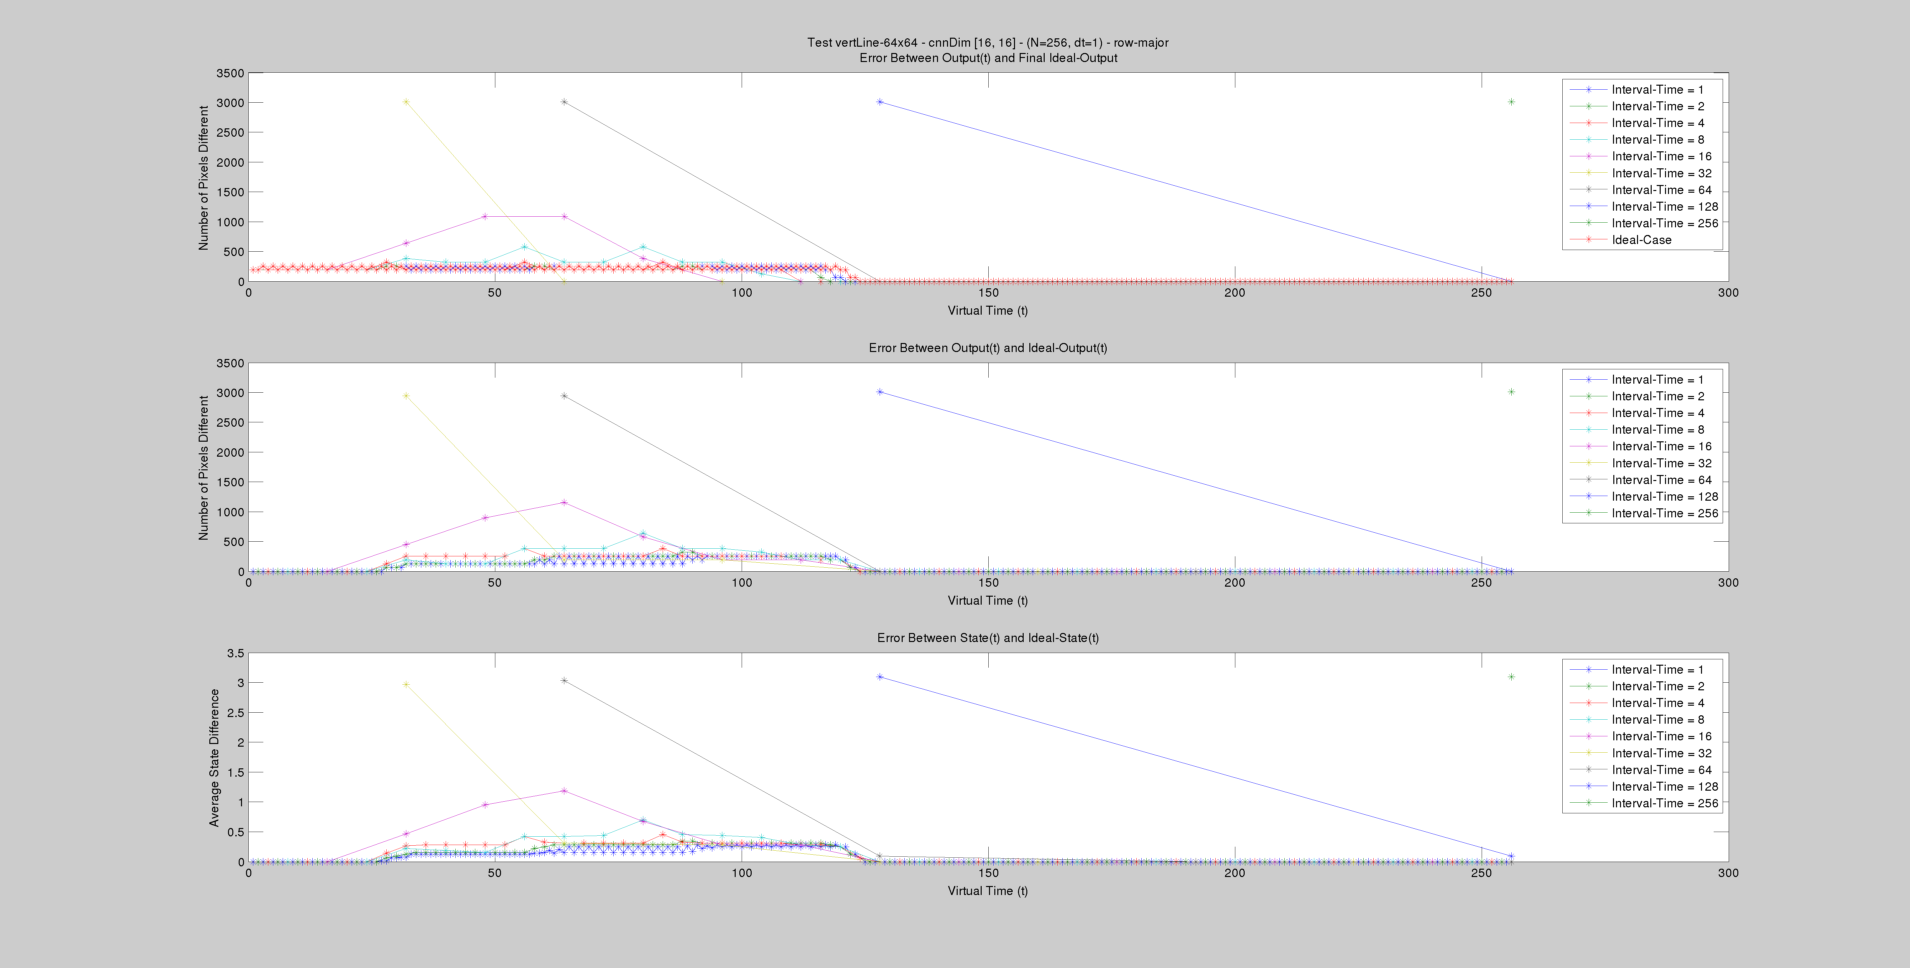 Test vertLine-64x64 - cnnDim [16, 16] - (N=256, dt=1) - row-major
Error Between Output(t) and Final Ideal-Output
Number of Pixels Different
3500
3000
2500
2000
1500
1000
500
0
0 50 100 150 200 250 300
Virtual Time (t)
Interval-Time = 1
Interval-Time = 2
Interval-Time = 4
Interval-Time = 8
Interval-Time = 16
Interval-Time = 32
Interval-Time = 64
Interval-Time = 128
Interval-Time = 256
Ideal-Case
Error Between Output(t) and Ideal-Output(t)
Number of Pixels Different
3500
3000
2500
2000
1500
1000
500
0
0 50 100 150 200 250 300
Virtual Time (t)
Interval-Time = 1
Interval-Time = 2
Interval-Time = 4
Interval-Time = 8
Interval-Time = 16
Interval-Time = 32
Interval-Time = 64
Interval-Time = 128
Interval-Time = 256
Error Between State(t) and Ideal-State(t)
Average State Difference
3.5
3
2.5
2
1.5
1
0.5
0
0 50 100 150 200 250 300
Virtual Time (t)
Interval-Time = 1
Interval-Time = 2
Interval-Time = 4
Interval-Time = 8
Interval-Time = 16
Interval-Time = 32
Interval-Time = 64
Interval-Time = 128
Interval-Time = 256